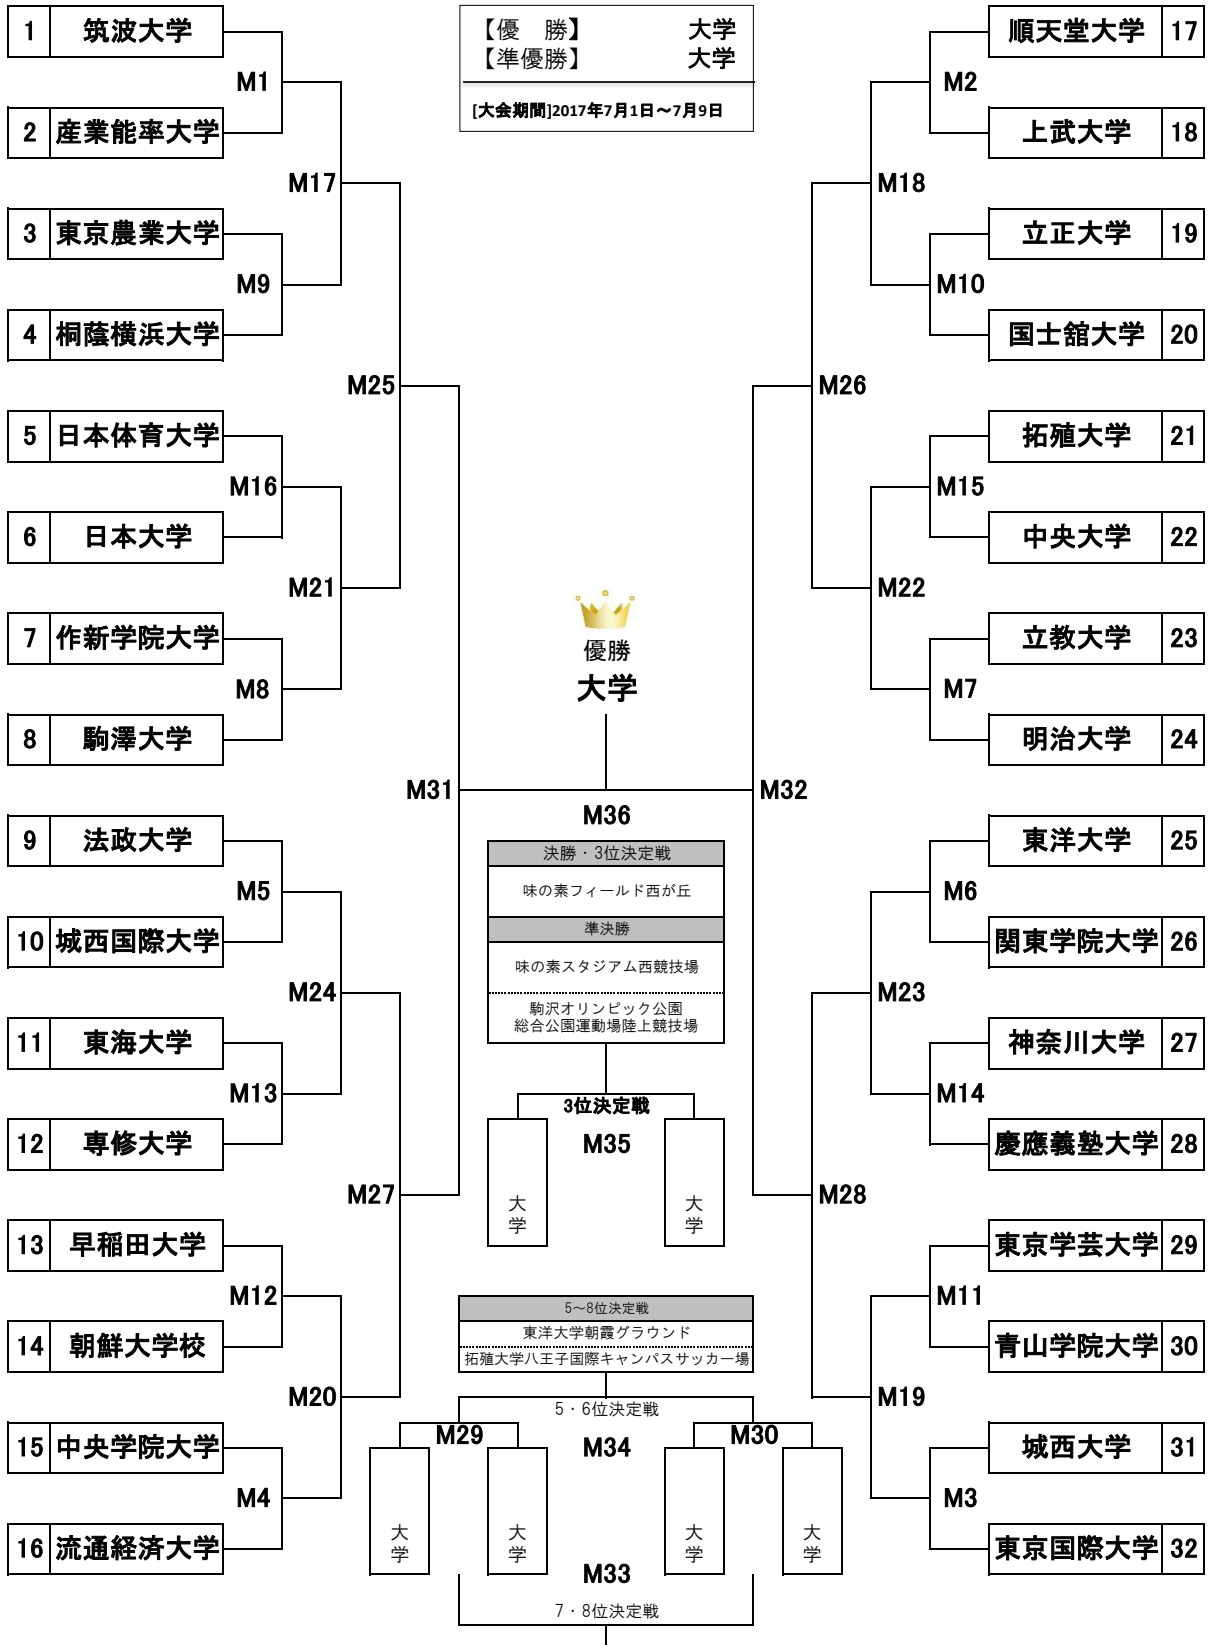 【優　勝】 大学
【準優勝】 大学
[大会期間]2017年7月1日～7月9日
1 筑波大学
M1
2 産業能率大学
M17
3 東京農業大学
M9
4 桐蔭横浜大学
M25
5 日本体育大学
M16
6 日本大学
M21
7 作新学院大学
M8
8 駒澤大学
M31
9 法政大学
M5
10 城西国際大学
M24
11 東海大学
M13
12 専修大学
M27
13 早稲田大学
M12
14 朝鮮大学校
M20
15 中央学院大学
M4
16 流通経済大学
優勝
大学
M36
決勝・3位決定戦
味の素フィールド西が丘
準決勝
味の素スタジアム西競技場
駒沢オリンピック公園
総合公園運動場陸上競技場
3位決定戦
M35
大学
大学
5～8位決定戦
東洋大学朝霞グラウンド
拓殖大学八王子国際キャンパスサッカー場
5・6位決定戦
M29
M34
M30
大学
大学
大学
大学
M33
7・8位決定戦
順天堂大学 17
M2
上武大学 18
M18
立正大学 19
M10
国士舘大学 20
M26
拓殖大学 21
M15
中央大学 22
M22
立教大学 23
M7
明治大学 24
M32
東洋大学 25
M6
関東学院大学 26
M23
神奈川大学 27
M14
慶應義塾大学 28
M28
東京学芸大学 29
M11
青山学院大学 30
M19
城西大学 31
M3
東京国際大学 32